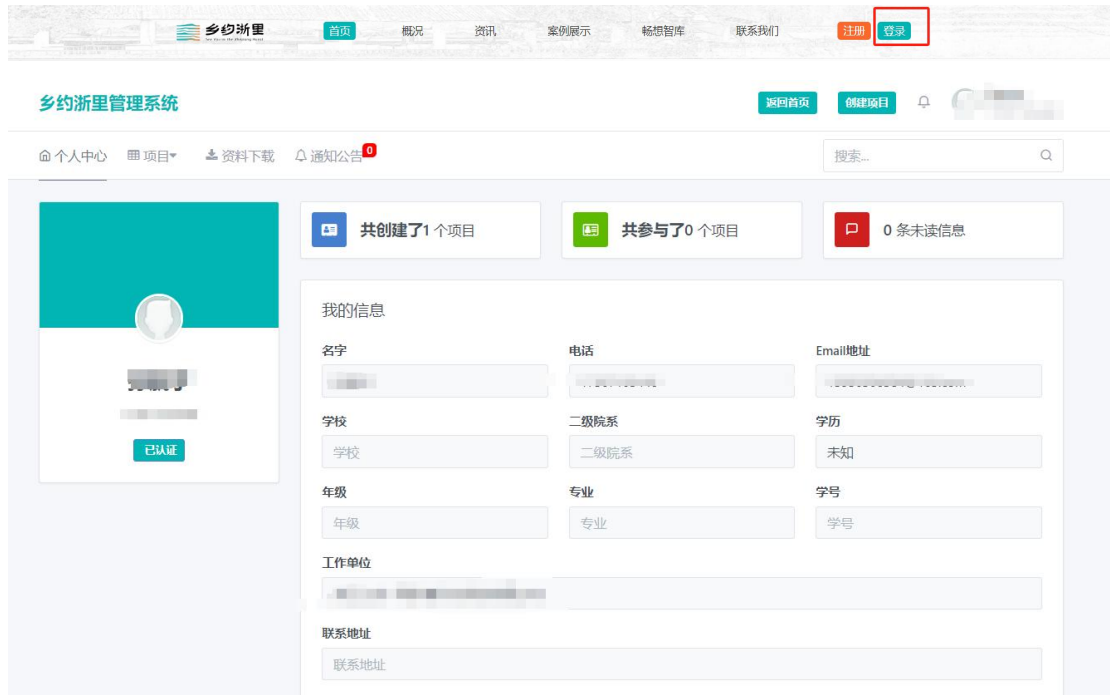 乡约浙里 首页 概况 资讯 案例展示 畅想智库 联系我们 注册 登录
乡约浙里管理系统 返回首页 创建项目
个人中心 项目 资料下载 通知公告 0 搜索...
共创建了1 个项目 共参与了0 个项目 0 条未读信息
我的信息
名字 电话 Email地址
学校 二级院系 学历
学校 二级院系 未知
已认证
年级 专业 学号
年级 专业 学号
工作单位
联系地址
联系地址